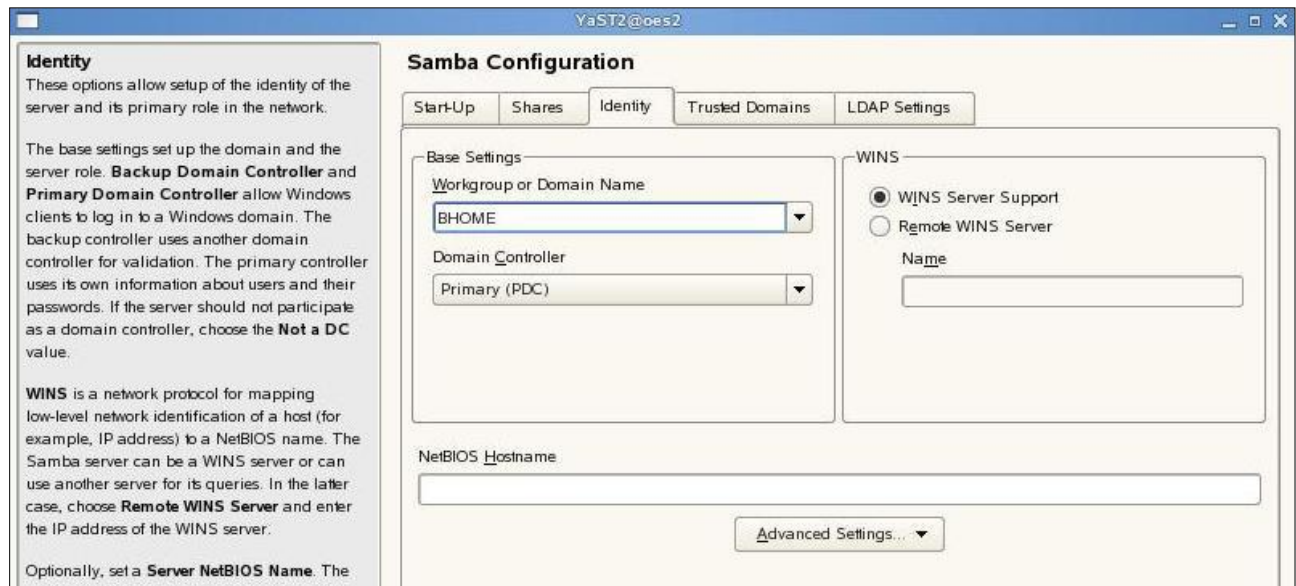 YaST2@oes2
Identity
These options allow setup of the identity of the
server and its primary role in the network.
The base settings set up the domain and the
server role. Backup Domain Controller and
Primary Domain Controller allow Windows
clients to log in to a Windows domain. The
backup controller uses another domain
controller for validation. The primary controller
uses its own information about users and their
passwords. If the server should not participate
as a domain controller, choose the Not a DC
value.
WINS is a network protocol for mapping
low-level network identification of a host (for
example, IP address) to a NetBIOS name. The
Samba server can be a WINS server or can
use another server for its queries. In the latter
case, choose Remote WINS Server and enter
the IP address of the WINS server.
Optionally, set a Server NetBIOS Name. The
Samba Configuration
Start-Up
Shares
Identity
Trusted Domains
LDAP Settings
Base Settings
Workgroup or Domain Name
BHOME
Domain Controller
Primary (PDC)
WINS
WINS Server Support
Remote WINS Server
Name
NetBIOS Hostname
Advanced Settings...